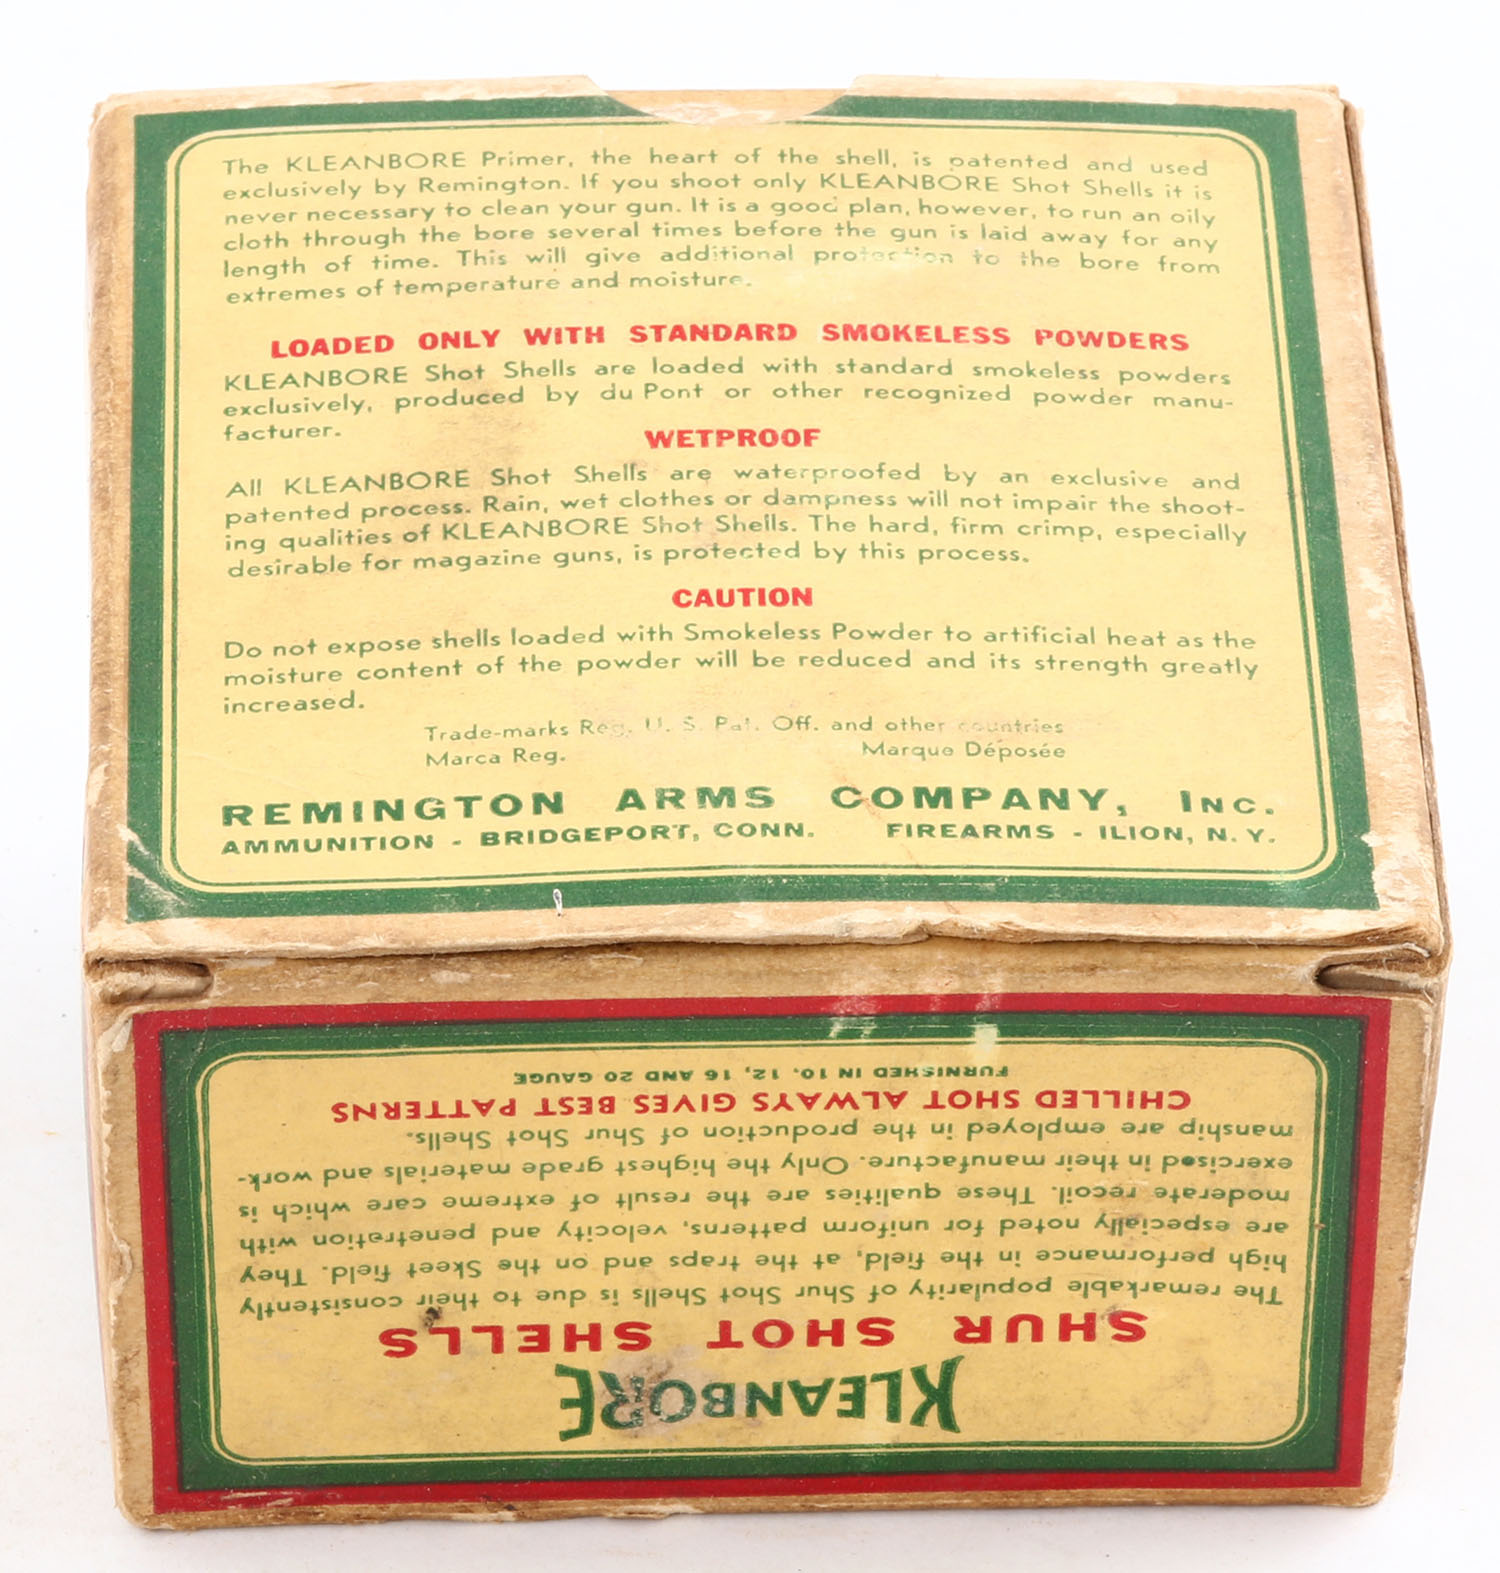 The KLEANBORE Primer, the heart of the shell, is patented and used
exclusively by Remington. If you shoot only KLEANBORE Shot Shells it is
never necessary to clean your gun. It is a good plan, however, to run an oily
cloth through the bore several times before the gun is laid away for any
length of time. This will give additional protection to the bore from
extremes of temperature and moisture.
LOADED ONLY WITH STANDARD SMOKELESS POWDERS
KLEANBORE Shot Shells are loaded with standard smokeless powders
exclusively, produced by du Pont or other recognized powder manu-
facturer.
WETPROOF
All KLEANBORE Shot Shells are waterproofed by an exclusive and
patented process. Rain, wet clothes or dampness will not impair the shoot-
ing qualities of KLEANBORE Shot Shells. The hard, firm crimp, especially
desirable for magazine guns, is protected by this process.
CAUTION
Do not expose shells loaded with Smokeless Powder to artificial heat as the
moisture content of the powder will be reduced and its strength greatly
increased.
Trade-marks Reg. U. S. Pat. Off. and other countries
Marca Reg. Marque Déposée
REMINGTON ARMS COMPANY, INC.
AMMUNITION - BRIDGEPORT, CONN. FIREARMS - ILION, N. Y.
KLEANBORE
SHUR SHOT SHELLS
The remarkable popularity of Shur Shot Shells is due to their consistently
high performance in the field, at the traps and on the Skeet field. They
are especially noted for uniform patterns, velocity and penetration with
moderate recoil. These qualities are the result of extreme care which is
exercised in their manufacture. Only the highest grade materials and work-
manship are employed in the production of Shur Shot Shells.
CHILLED SHOT ALWAYS GIVES BEST PATTERNS
FURNISHED IN 10, 12, 16 AND 20 GAUGE